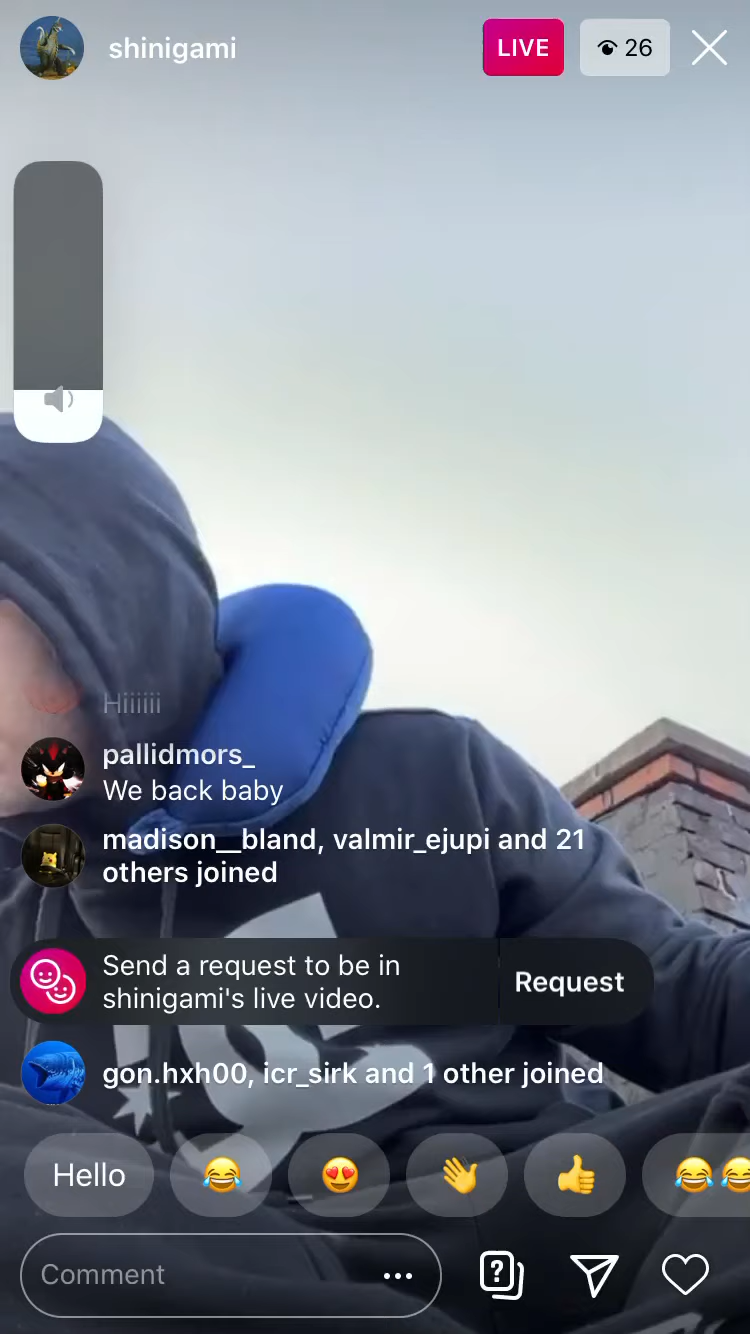 shinigami
LIVE
26
Hiiiiii
pallidmors_
We back baby
madison__bland, valmir_ejupi and 21
others joined
Send a request to be in
shinigami's live video.
Request
gon.hxh00, icr_sirk and 1 other joined
Hello
Comment